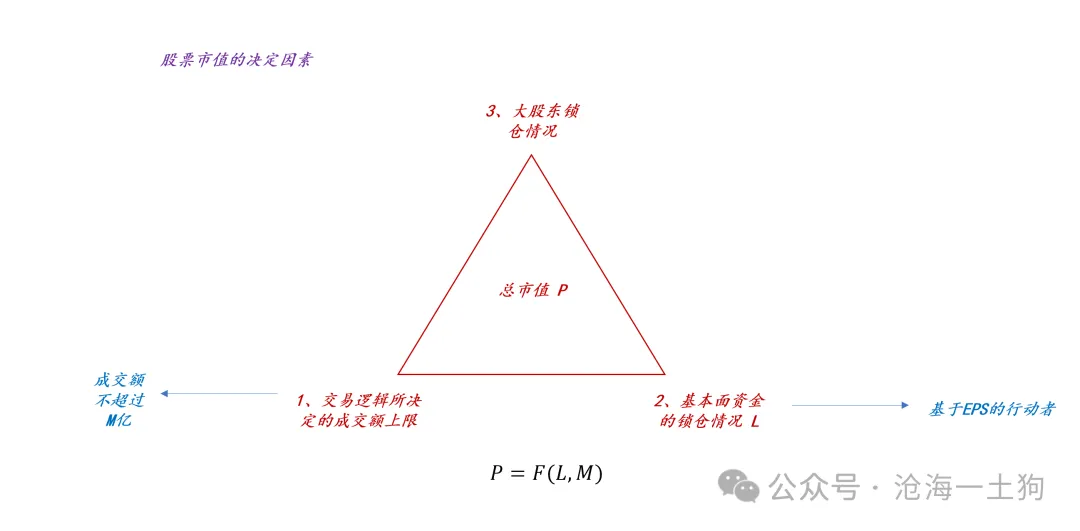 股票市值的决定因素
3、大股东锁
仓情况
总市值 P
成交额
不超过
M亿
1、交易逻辑所决
定的成交额上限
2、基本面资金
的锁仓情况 L
基于EPS的行动者
P = F(L, M)
公众号·沧海一土狗